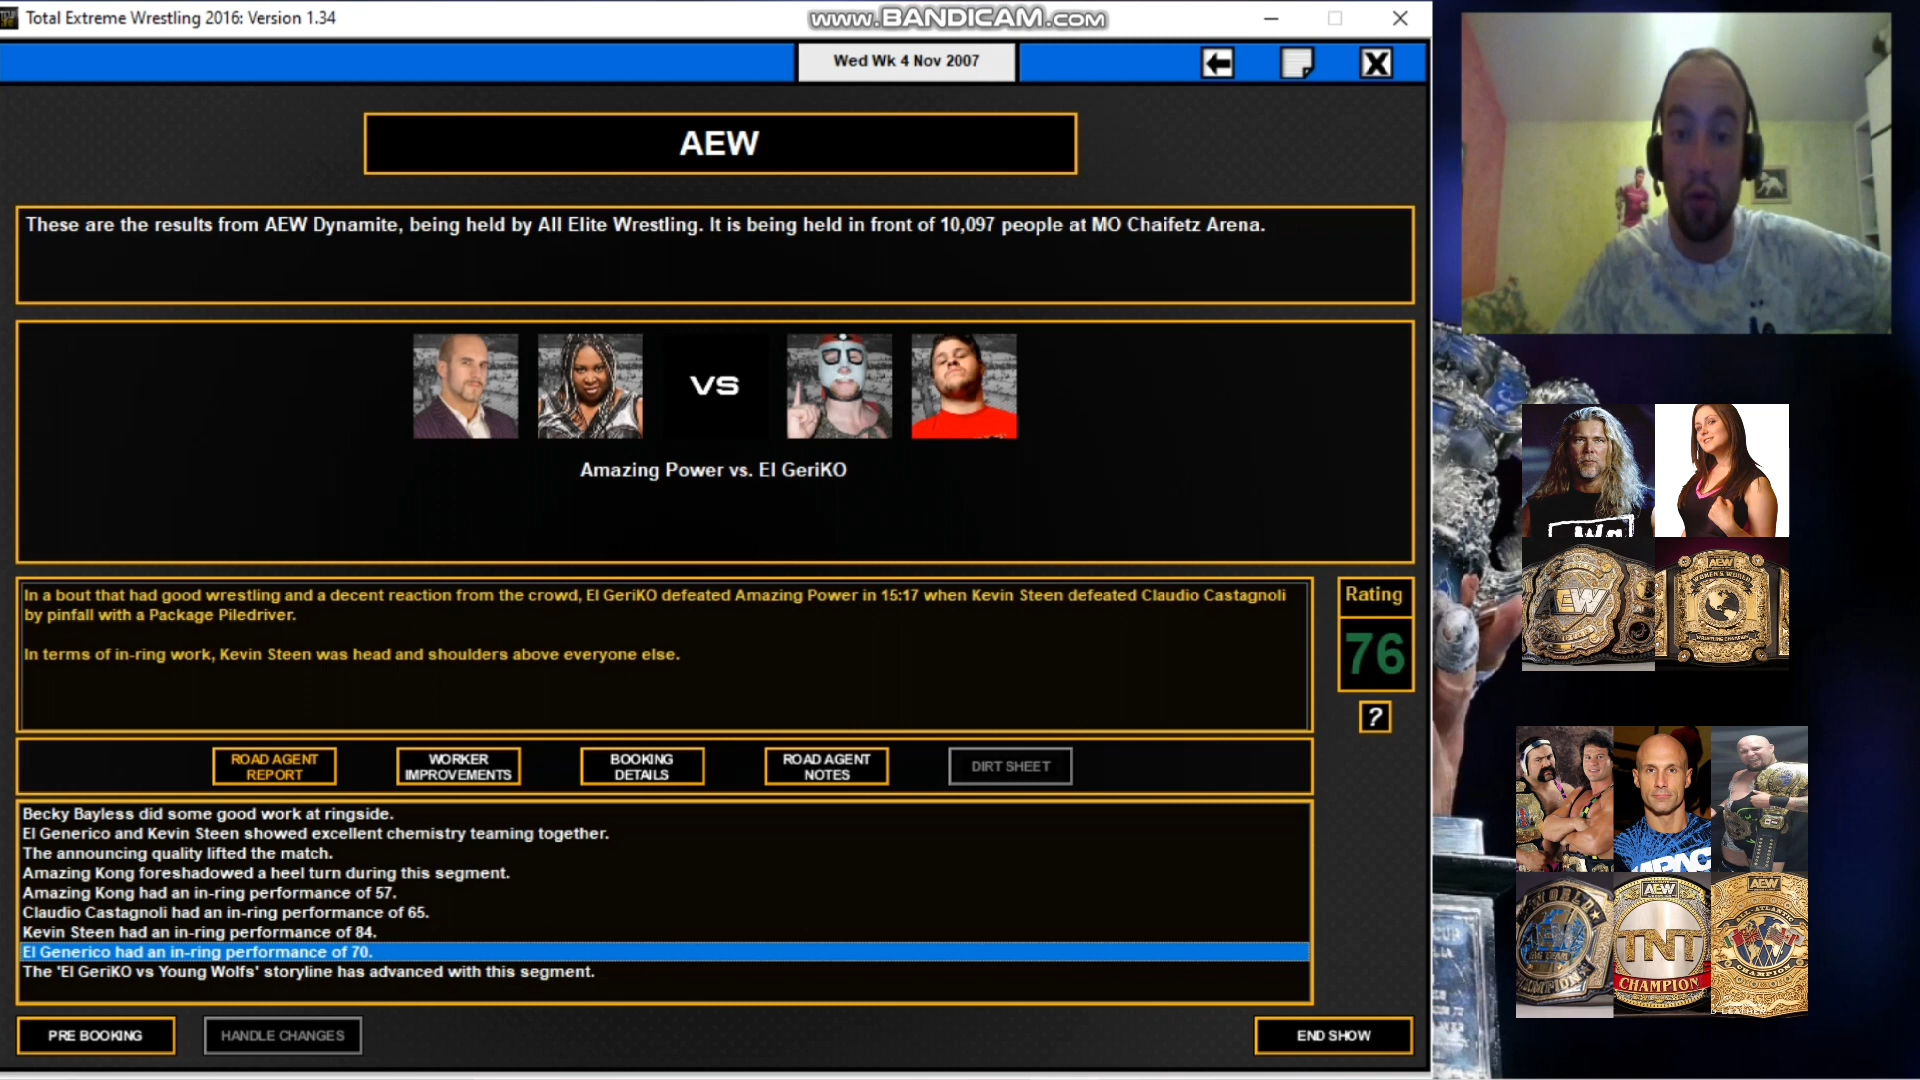 Total Extreme Wrestling 2016: Version 1.34
www.BANDICAM.com
Wed Wk 4 Nov 2007
AEW
These are the results from AEW Dynamite, being held by All Elite Wrestling. It is being held in front of 10,097 people at MO Chaifetz Arena.
VS
Amazing Power vs. El GeriKO
In a bout that had good wrestling and a decent reaction from the crowd, El GeriKO defeated Amazing Power in 15:17 when Kevin Steen defeated Claudio Castagnoli
by pinfall with a Package Piledriver.
In terms of in-ring work, Kevin Steen was head and shoulders above everyone else.
Rating
76
?
ROAD AGENT
REPORT
WORKER
IMPROVEMENTS
BOOKING
DETAILS
ROAD AGENT
NOTES
DIRT SHEET
Becky Bayless did some good work at ringside.
El Generico and Kevin Steen showed excellent chemistry teaming together.
The announcing quality lifted the match.
Amazing Kong foreshadowed a heel turn during this segment.
Amazing Kong had an in-ring performance of 57.
Claudio Castagnoli had an in-ring performance of 65.
Kevin Steen had an in-ring performance of 84.
El Generico had an in-ring performance of 70.
The 'El GeriKO vs Young Wolfs' storyline has advanced with this segment.
PRE BOOKING
HANDLE CHANGES
END SHOW
AEW
AEW
WOMEN'S WORLD
IMPACT
WORLD
AEW
TNT
CHAMPION
AEW
ALL-ATLANTIC
CHAMPION